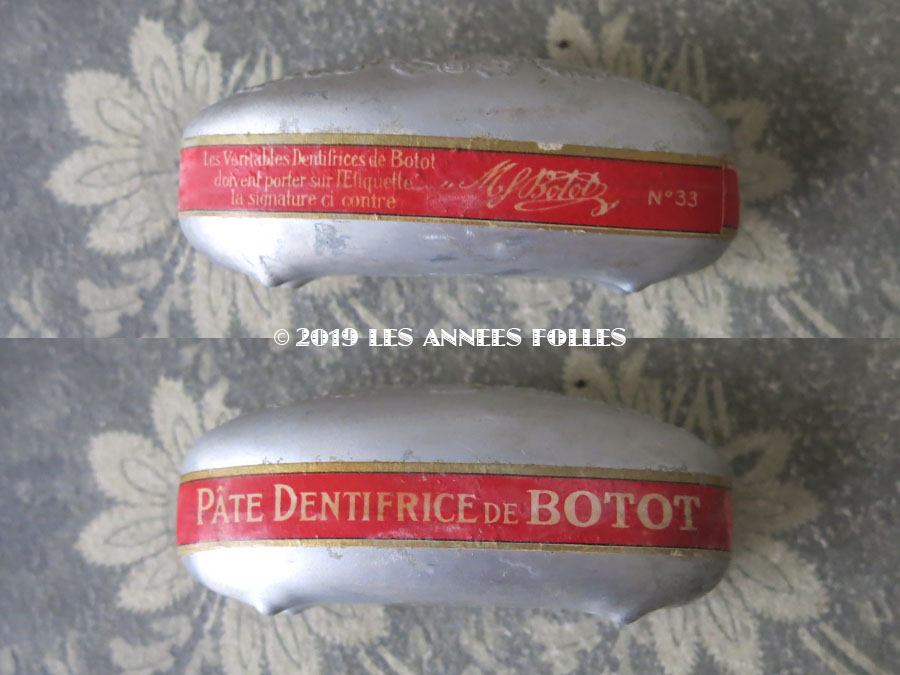 Les Véritables Dentifrices de Botot
doivent porter sur l'Etiquette
la signature ci contre
M S Botot
N° 33
© 2019 LES ANNEES FOLLES
PÂTE DENTIFRICE DE BOTOT